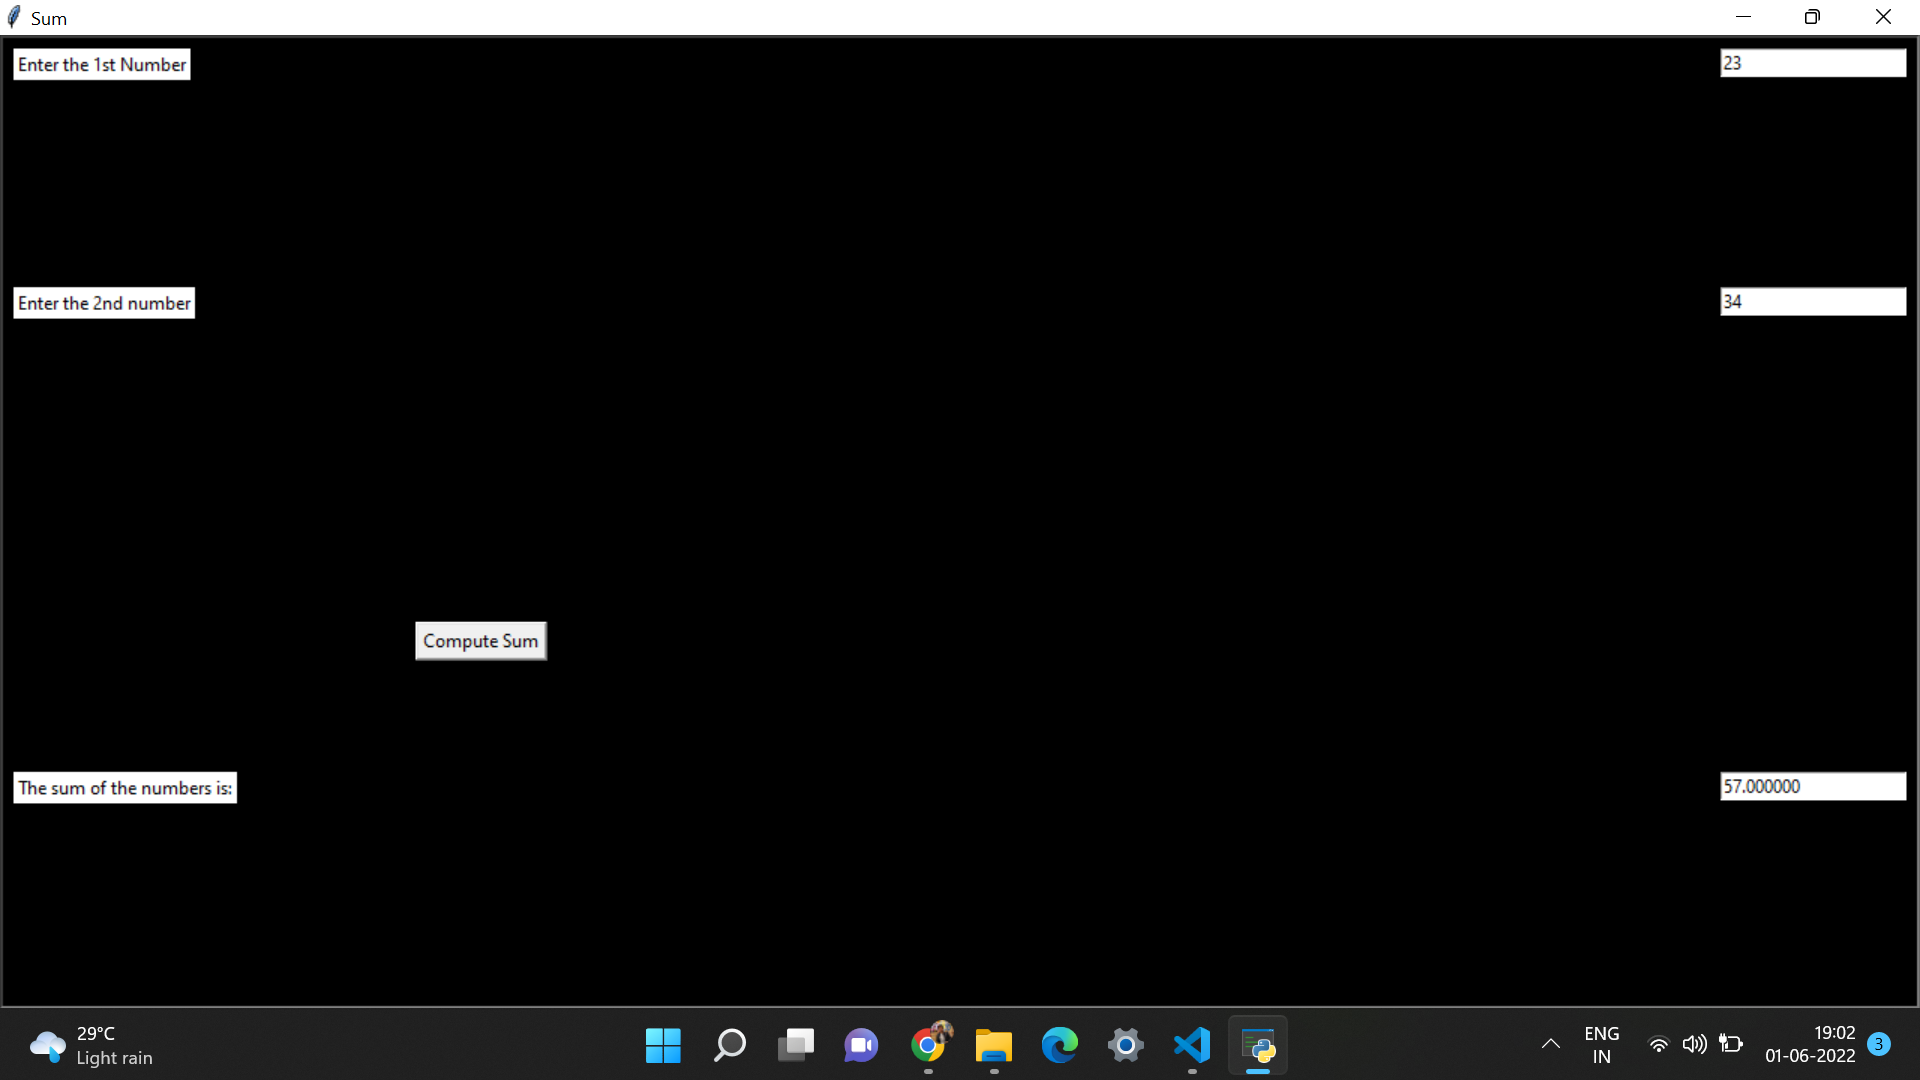 Sum
Enter the 1st Number
23
Enter the 2nd number
34
Compute Sum
The sum of the numbers is:
57.000000
29°C
Light rain
ENG
IN
19:02
01-06-2022
3